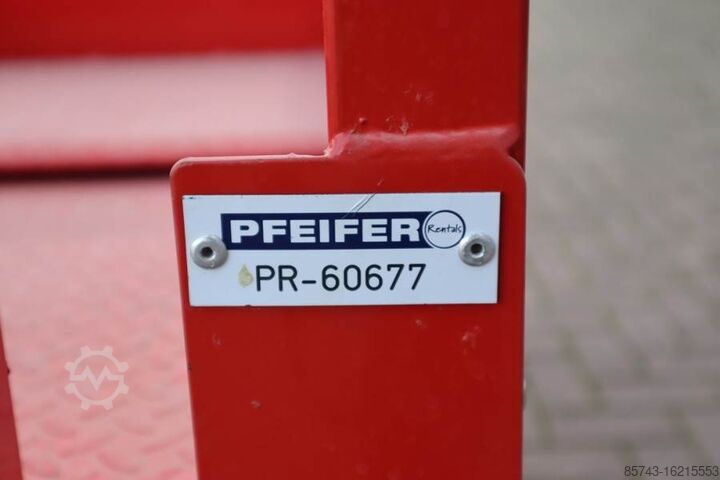 PFEIFER Rentals
PR-60677
85743-16215553